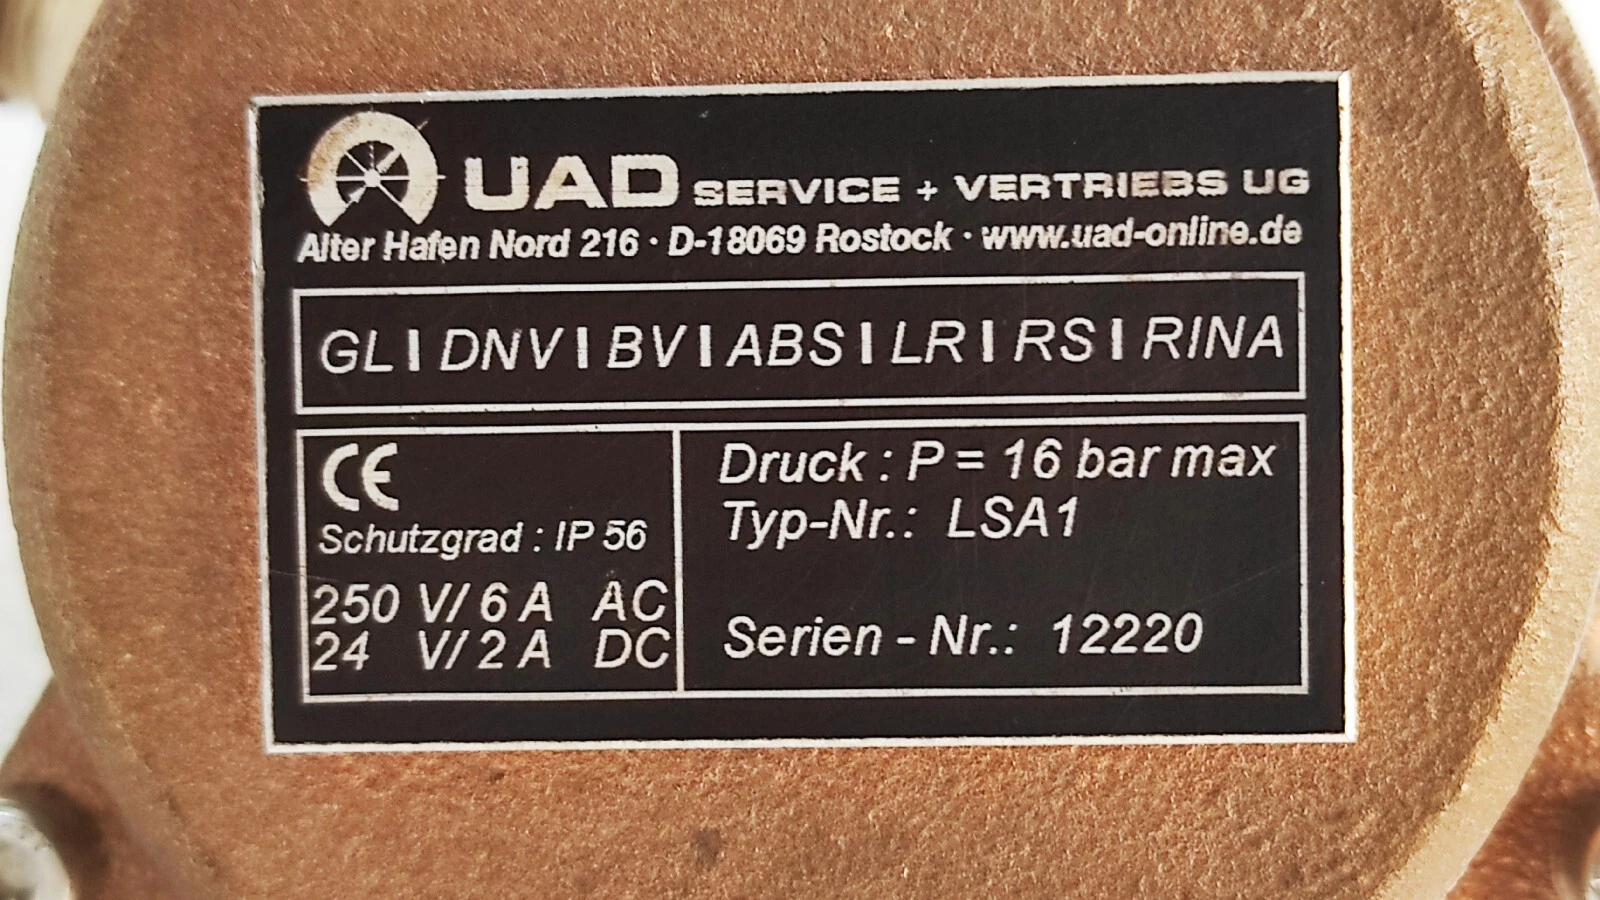 UAD SERVICE + VERTRIEBS UG
Alter Hafen Nord 216 · D-18069 Rostock · www.uad-online.de
GL | DNV | BV | ABS | LR | RS | RINA
CE
Schutzgrad : IP 56
250 V/ 6 A AC
24 V/ 2 A DC
Druck : P = 16 bar max
Typ-Nr.: LSA1
Serien - Nr.: 12220